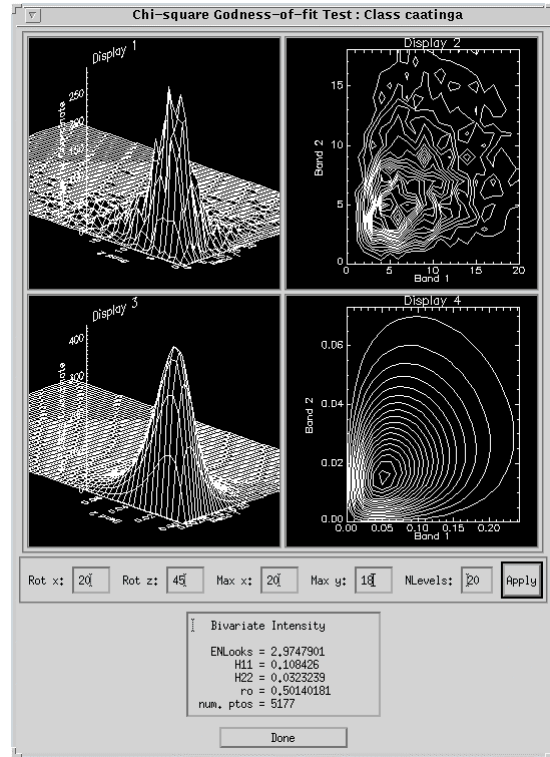 Chi-square Godness-of-fit Test : Class caatinga
Display 1
250
200
150
Display 2
Band 2
15
10
5
0
0 5 10 15 20
Band 1
Display 3
400
300
Display 4
Band 2
0.06
0.04
0.02
0.00
0.00 0.05 0.10 0.15 0.20
Band 1
Rot x: 20 Rot z: 45 Max x: 20 Max y: 18 NLevels: 20 Apply
Bivariate Intensity
ENLooks = 2.9747901
H11 = 0.108426
H22 = 0.0323239
ro = 0.50140181
num. ptos = 5177
Done